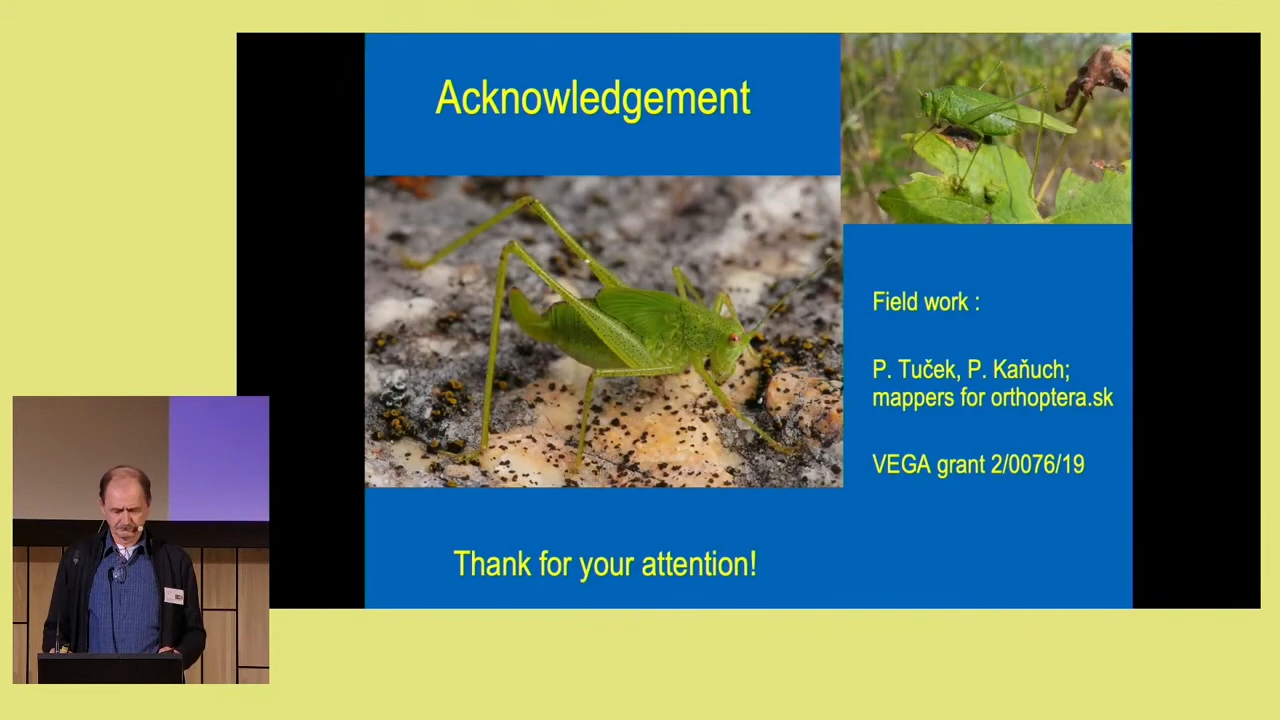 Acknowledgement
Field work :
P. Tuček, P. Kaňuch;
mappers for orthoptera.sk
VEGA grant 2/0076/19
Thank for your attention!